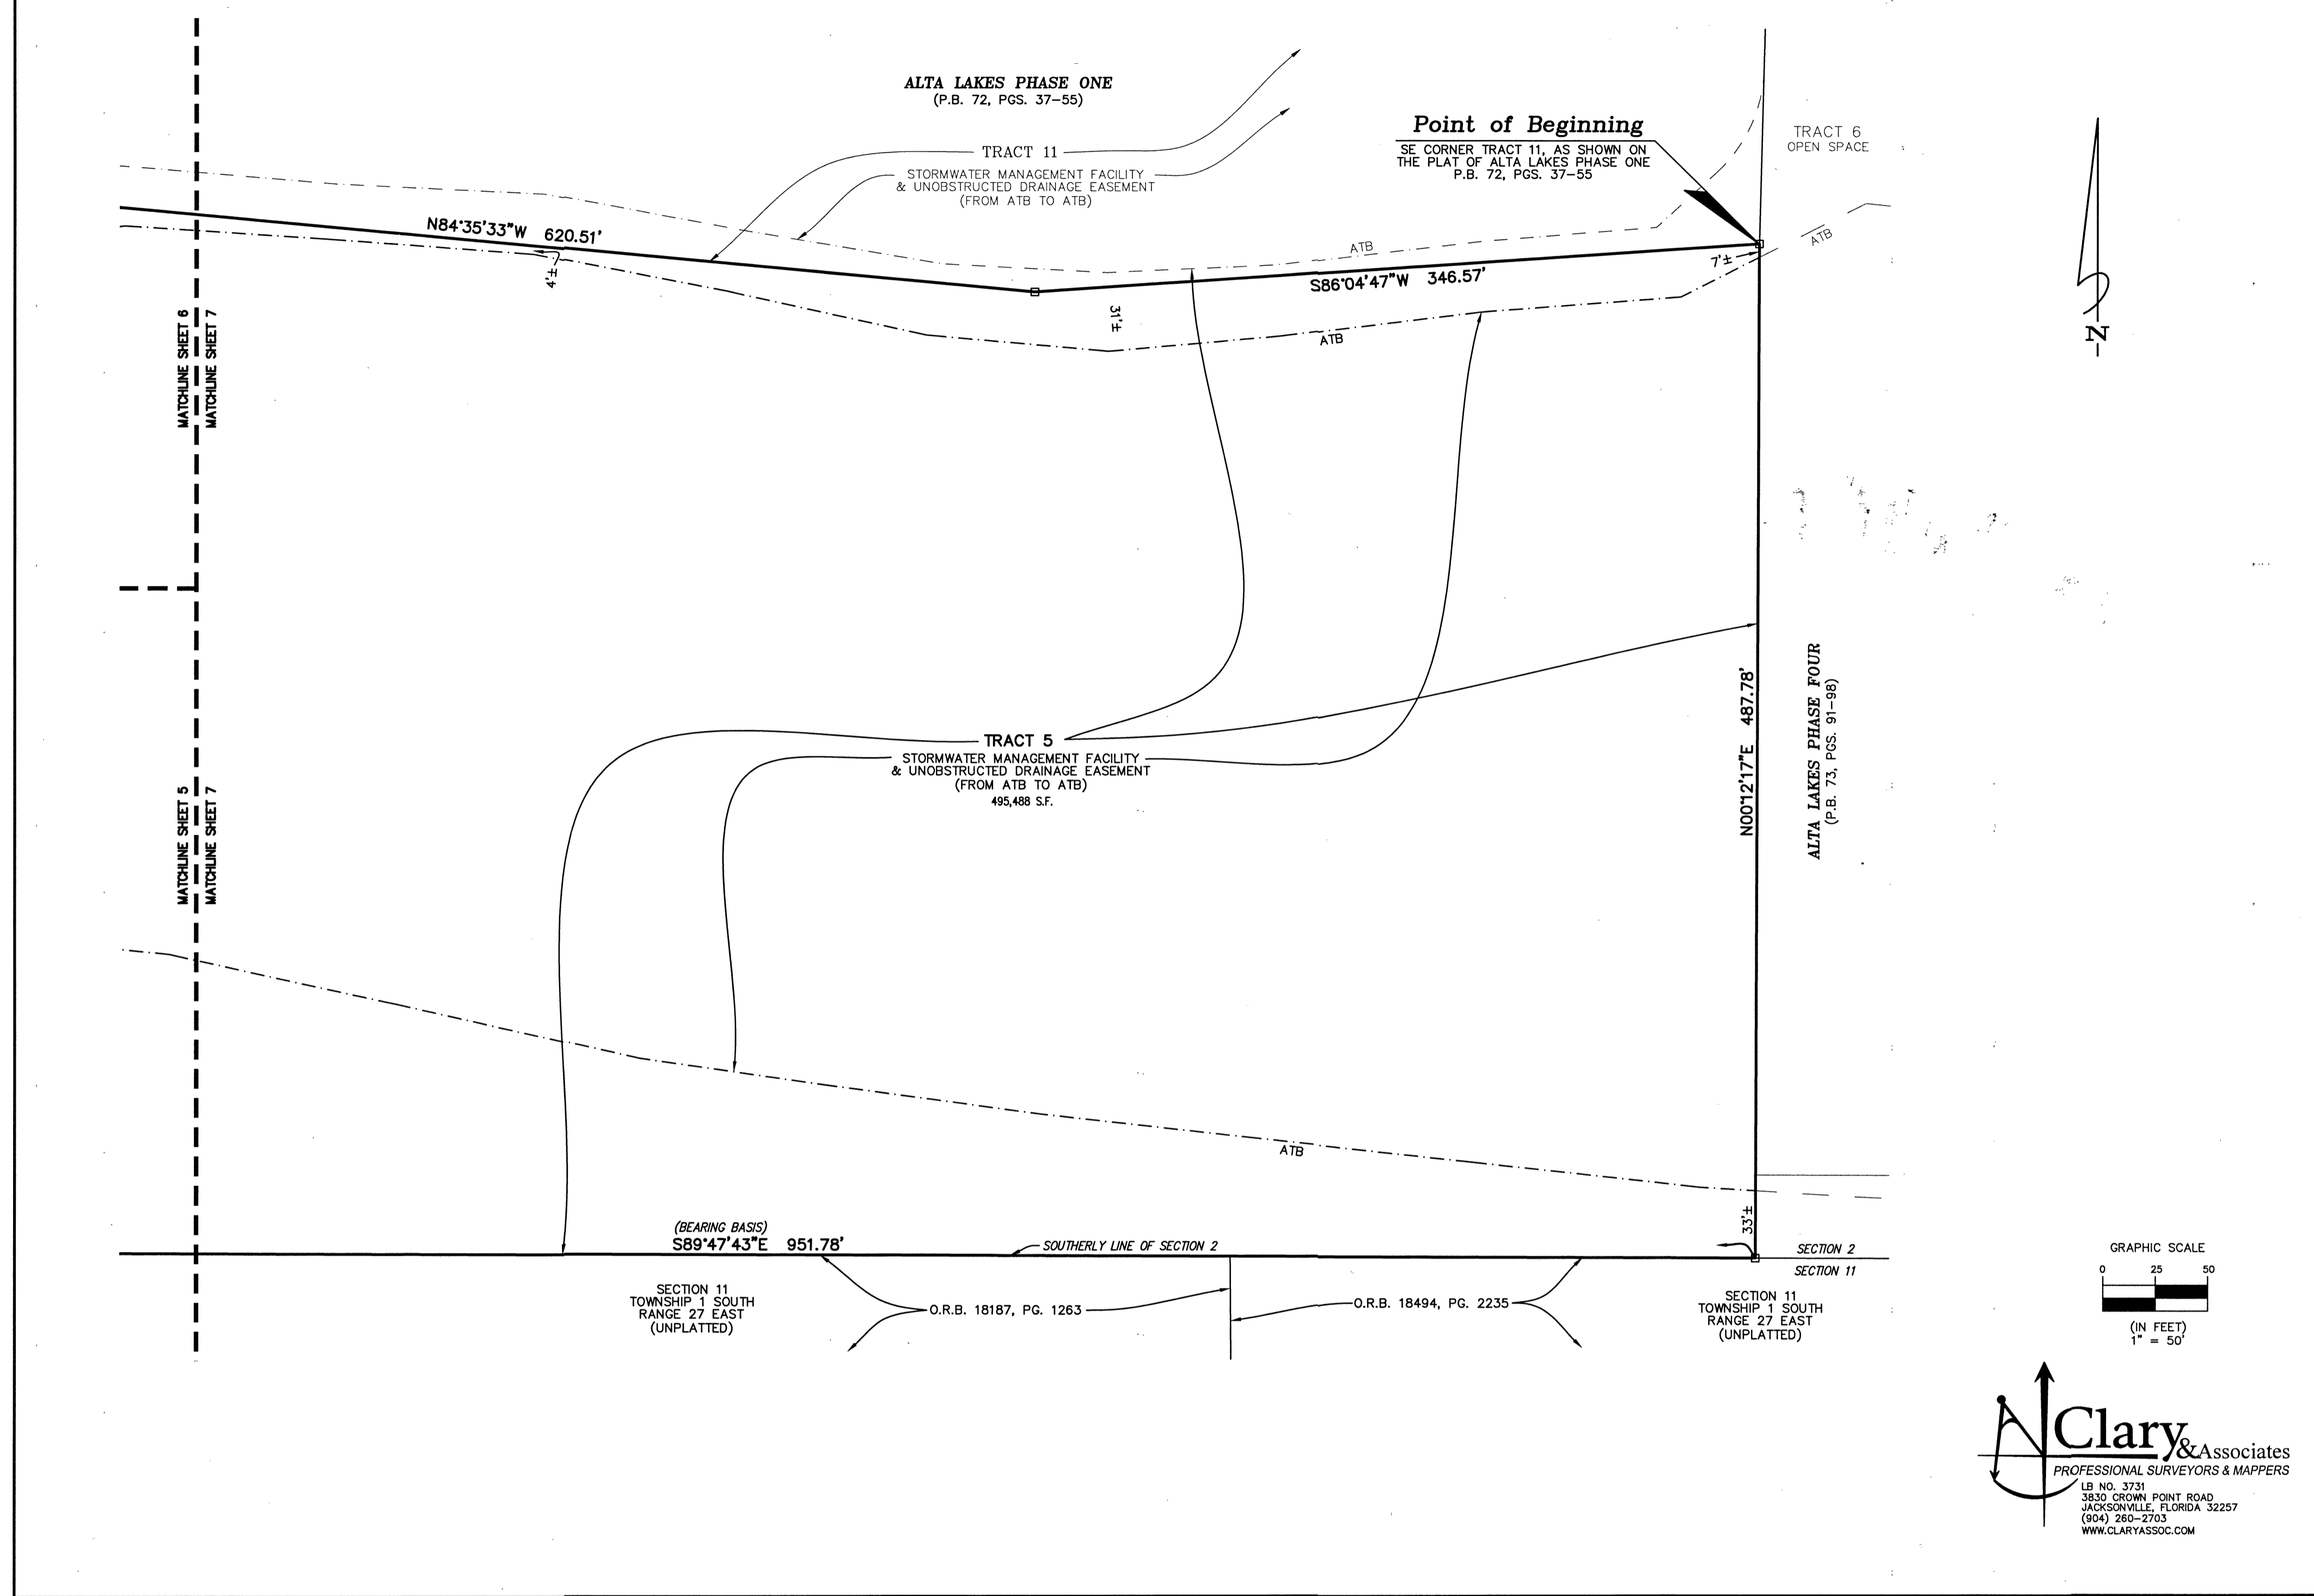 ALTA LAKES PHASE ONE
(P.B. 72, PGS. 37-55)
TRACT 11
STORMWATER MANAGEMENT FACILITY
& UNOBSTRUCTED DRAINAGE EASEMENT
(FROM ATB TO ATB)
Point of Beginning
SE CORNER TRACT 11, AS SHOWN ON
THE PLAT OF ALTA LAKES PHASE ONE
P.B. 72, PGS. 37-55
TRACT 6
OPEN SPACE
N84°35'33"W 620.51'
4'±
31'±
ATB
S86°04'47"W 346.57'
7'±
ATB
ATB
N
MATCHLINE SHEET 6
MATCHLINE SHEET 7
MATCHLINE SHEET 5
MATCHLINE SHEET 7
TRACT 5
STORMWATER MANAGEMENT FACILITY
& UNOBSTRUCTED DRAINAGE EASEMENT
(FROM ATB TO ATB)
495,488 S.F.
N00°12'17"E 487.78'
ALTA LAKES PHASE FOUR
(P.B. 73, PGS. 91-98)
ATB
33'±
(BEARING BASIS)
S89°47'43"E 951.78'
SOUTHERLY LINE OF SECTION 2
SECTION 2
SECTION 11
SECTION 11
TOWNSHIP 1 SOUTH
RANGE 27 EAST
(UNPLATTED)
O.R.B. 18187, PG. 1263
O.R.B. 18494, PG. 2235
SECTION 11
TOWNSHIP 1 SOUTH
RANGE 27 EAST
(UNPLATTED)
GRAPHIC SCALE
0 25 50
(IN FEET)
1" = 50'
Clary & Associates
PROFESSIONAL SURVEYORS & MAPPERS
LB NO. 3731
3830 CROWN POINT ROAD
JACKSONVILLE, FLORIDA 32257
(904) 260-2703
WWW.CLARYASSOC.COM